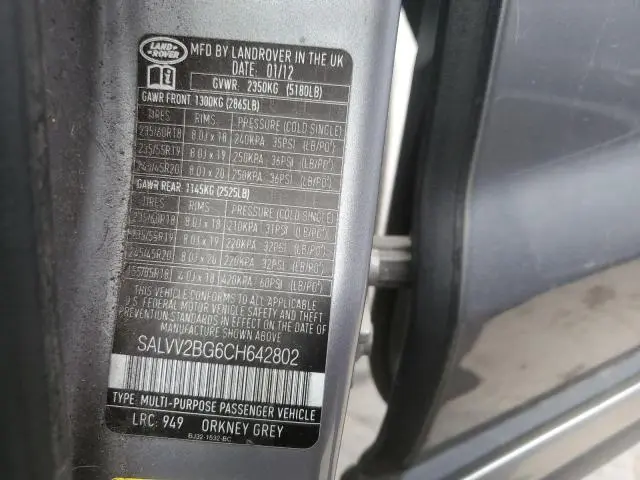 LAND ROVER
MFD BY LANDROVER IN THE UK
DATE: 01/12
GVWR. 2350KG (5180LB)
GAWR FRONT. 1300KG (2865LB)
TIRES RIMS PRESSURE (COLD SINGLE)
235/60R18 8.0J x 18 240KPA 35PSI (LB/PO²)
235/55R19 8.0J x 19 250KPA 36PSI (LB/PO²)
245/45R20 8.0J x 20 250KPA 36PSI (LB/PO²)
GAWR REAR: 1145KG (2525LB)
TIRES RIMS PRESSURE (COLD SINGLE)
235/60R18 8.0J x 18 210KPA 31PSI (LB/PO²)
235/55R19 8.0J x 19 220KPA 32PSI (LB/PO²)
245/45R20 8.0J x 20 220KPA 32PSI (LB/PO²)
155/85R18 4.0J x 18 420KPA 60PSI (LB/PO²)
THIS VEHICLE CONFORMS TO ALL APPLICABLE
U.S. FEDERAL MOTOR VEHICLE SAFETY AND THEFT
PREVENTION STANDARDS IN EFFECT ON THE DATE OF
MANUFACTURE SHOWN ABOVE
SALVV2BG6CH642802
TYPE: MULTI-PURPOSE PASSENGER VEHICLE
LRC: 949 ORKNEY GREY
BJ32-1532-BC